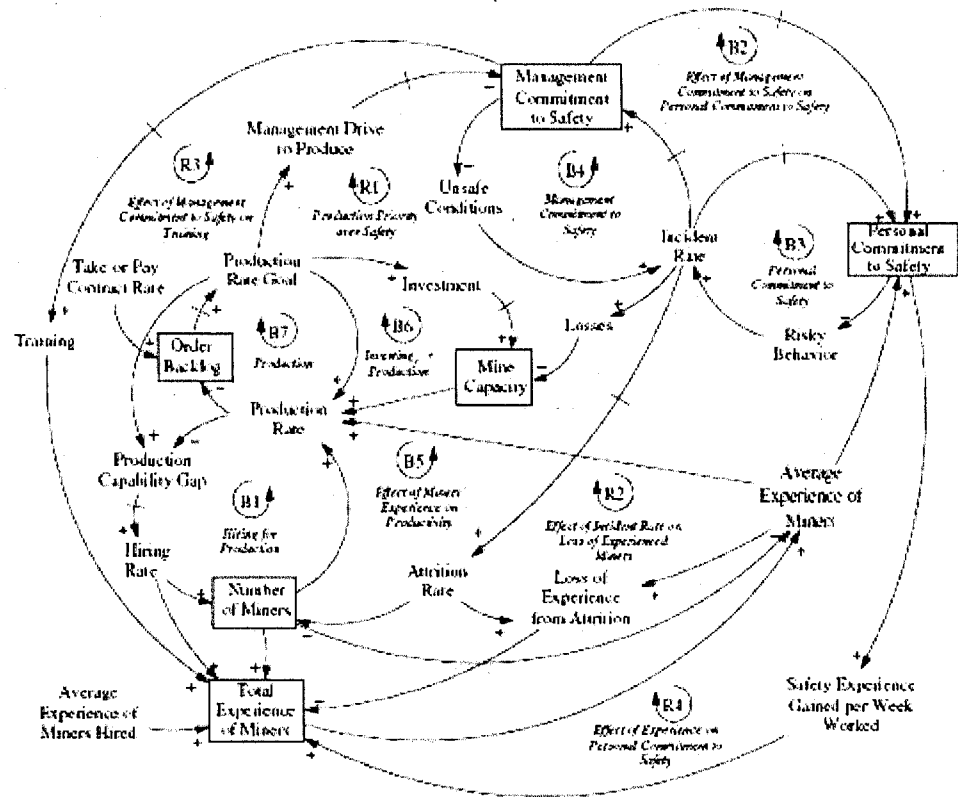 B2
Effect of Management
Commitment to Safety on
Personal Commitment to Safety
Management
Commitment
to Safety
Management Drive
to Produce
R3
Effect of Management
Commitment to Safety on
Training
R1
Production Priority
over Safety
Unsafe
Conditions
B4
Management
Commitment to
Safety
Incident
Rate
B3
Personal
Commitment to
Safety
Personal
Commitment
to Safety
Take or Pay
Contract Rate
Production
Rate Goal
Investment
Training
Order
Backlog
B7
Production
B6
Production
Losses
Mine
Capacity
Risky
Behavior
Production
Rate
Production
Capability Gap
B1
Hiring for
Production
B5
Effect of Miners'
Experience on
Productivity
R2
Effect of Incident Rate on
Loss of Experienced
Miners
Average
Experience of
Miners
Hiring
Rate
Number
of Miners
Attrition
Rate
Loss of
Experience
from Attrition
Average
Experience of
Miners Hired
Total
Experience
of Miners
R4
Effect of Experience on
Personal Commitment to
Safety
Safety Experience
Gained per Week
Worked